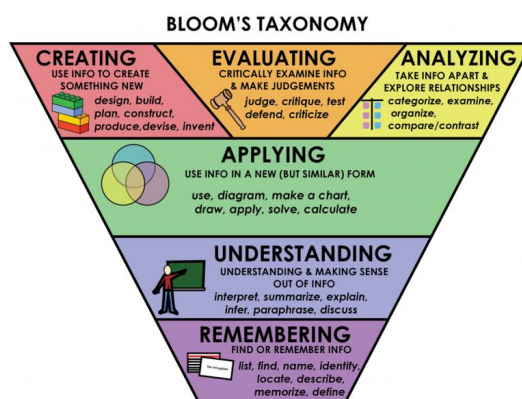 BLOOM'S TAXONOMY
CREATING
USE INFO TO CREATE
SOMETHING NEW
design, build,
plan, construct,
produce,devise, invent
EVALUATING
CRITICALLY EXAMINE INFO
& MAKE JUDGEMENTS
judge, critique, test
defend, criticize
ANALYZING
TAKE INFO APART &
EXPLORE RELATIONSHIPS
categorize, examine,
organize,
compare/contrast
APPLYING
USE INFO IN A NEW (BUT SIMILAR) FORM
use, diagram, make a chart,
draw, apply, solve, calculate
UNDERSTANDING
UNDERSTANDING & MAKING SENSE
OUT OF INFO
interpret, summarize, explain,
infer, paraphrase, discuss
REMEMBERING
FIND OR REMEMBER INFO
list, find, name, identify,
locate, describe,
memorize, define